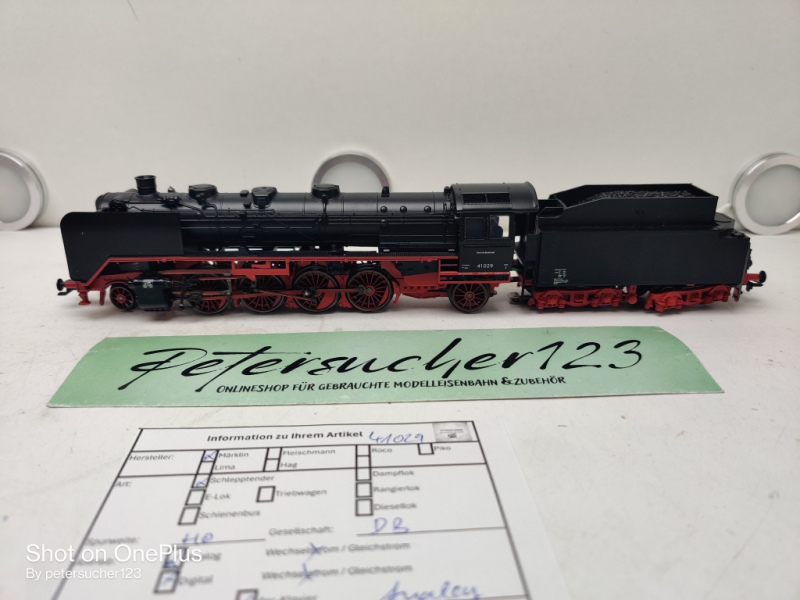 41 029
Petersucher123
ONLINESHOP FÜR GEBRAUCHTE MODELLEISENBAHN & ZUBEHÖR
Information zu Ihrem Artikel 41029
Hersteller: Märklin Fleischmann Roco Piko
Lima Hag
Art: Schlepptender Dampflok
E-Lok Triebwagen Rangierlok
Schienenbus Diesellok
Spurweite: H0 Gesellschaft: DB
Wechselstrom / Gleichstrom
Digital Wechselstrom / Gleichstrom
Analog
Shot on OnePlus
By petersucher123